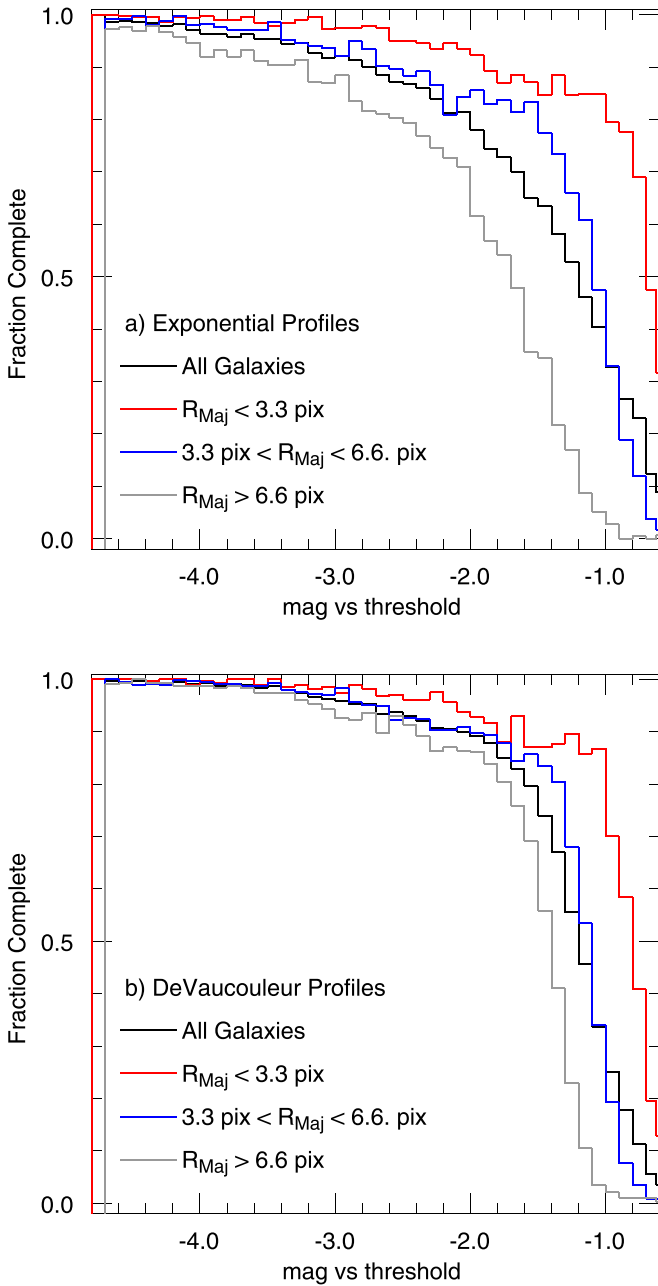 1.0
0.5
0.0
Fraction Complete
a) Exponential Profiles
All Galaxies
R_Maj < 3.3 pix
3.3 pix < R_Maj < 6.6. pix
R_Maj > 6.6 pix
-4.0 -3.0 -2.0 -1.0
mag vs threshold
1.0
0.5
0.0
Fraction Complete
b) DeVaucouleur Profiles
All Galaxies
R_Maj < 3.3 pix
3.3 pix < R_Maj < 6.6. pix
R_Maj > 6.6 pix
-4.0 -3.0 -2.0 -1.0
mag vs threshold